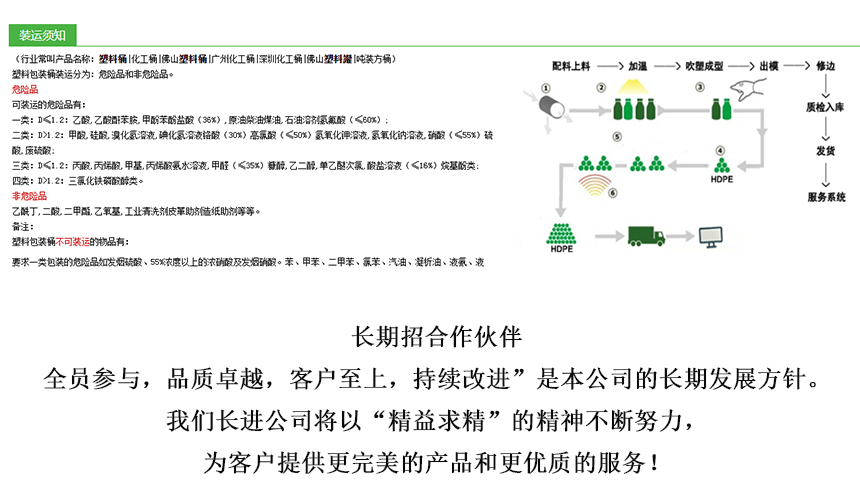 装运须知
（行业常叫产品名称：塑料桶|化工桶|佛山塑料桶|广州化工桶|深圳化工桶|佛山塑料罐|吨装方桶）
塑料包装桶装运分为：危险品和非危险品。
危险品
可装运的危险品有：
一类：D≤1.2：乙酸,乙酸酐苯胺,甲酚苯酚盐酸（36%）,原油柴油煤油,石油溶剂氢氟酸（≤60%）；
二类：D>1.2：甲酸,硅酸,溴化氢溶液,碘化氢溶液铬酸（30%）高氯酸（≤50%）氢氧化钾溶液,氢氧化钠溶液,硝酸（≤55%）硫
酸,废硫酸；
三类：D≤1.2：丙酸,丙烯酸,甲基,丙烯酸氨水溶液,甲醛（≤35%）糠醇,乙二醇,单乙醚次氯,酸盐溶液（≤16%）烷基酚类；
四类：D>1.2：三氯化铁磷酸醇类。
非危险品
乙酰丁,二酸,二甲酯,乙氧基,工业清洗剂皮革助剂造纸助剂等等。
备注：
塑料包装桶不可装运的物品有：
要求一类包装的危险品如发烟硫酸、55%浓度以上的浓硝酸及发烟硝酸。苯、甲苯、二甲苯、氯苯、汽油、凝析油、液氨、液
配料上料 加温 吹塑成型 出模 修边
质检入库
发货
服务系统
① ② ③
⑤
④
HDPE
⑥
HDPE
长期招合作伙伴
全员参与，品质卓越，客户至上，持续改进”是本公司的长期发展方针。
我们长进公司将以“精益求精”的精神不断努力，
为客户提供更完美的产品和更优质的服务！